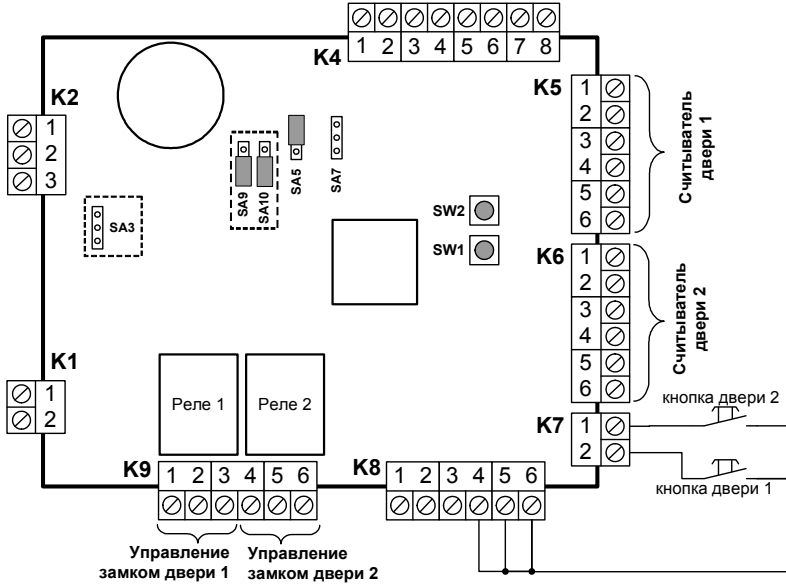 K4
1 2 3 4 5 6 7 8
K2
1
2
3
K5
1
2
3
4
5
6
Считыватель
двери 1
SA9
SA10
SA5
SA7
SA3
SW2
SW1
K6
1
2
3
4
5
6
Считыватель
двери 2
K1
1
2
Реле 1
Реле 2
K7
1
2
кнопка двери 2
кнопка двери 1
K9
1 2 3 4 5 6
K8
1 2 3 4 5 6
Управление
замком двери 1
Управление
замком двери 2